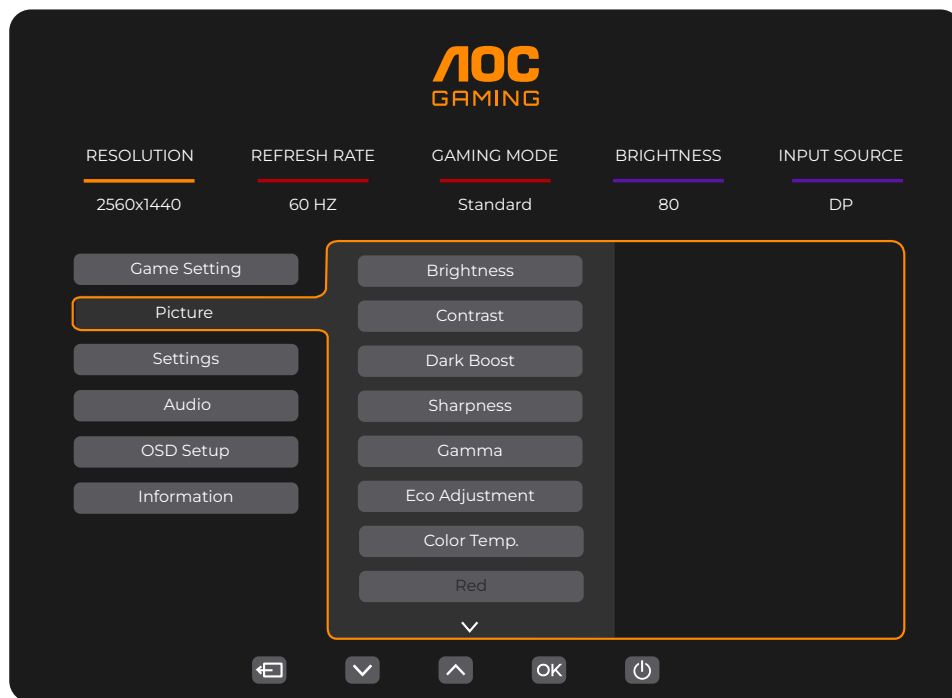 AOC
GAMING
RESOLUTION REFRESH RATE GAMING MODE BRIGHTNESS INPUT SOURCE
2560x1440 60 HZ Standard 80 DP
Game Setting
Picture
Settings
Audio
OSD Setup
Information
Brightness
Contrast
Dark Boost
Sharpness
Gamma
Eco Adjustment
Color Temp.
Red
OK